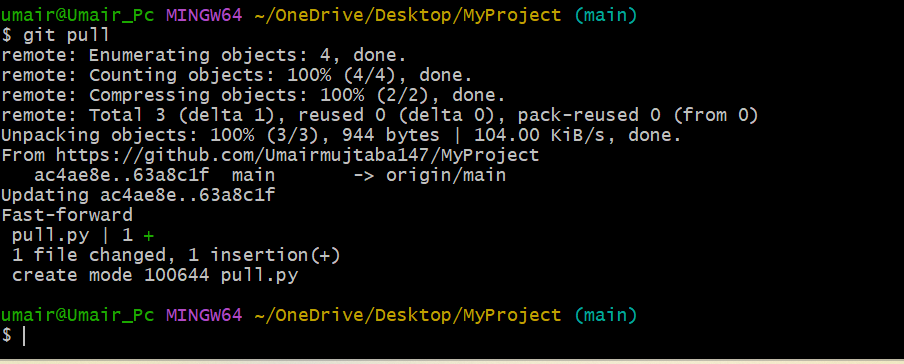 umair@Umair_Pc MINGW64 ~/OneDrive/Desktop/MyProject (main)
$ git pull
remote: Enumerating objects: 4, done.
remote: Counting objects: 100% (4/4), done.
remote: Compressing objects: 100% (2/2), done.
remote: Total 3 (delta 1), reused 0 (delta 0), pack-reused 0 (from 0)
Unpacking objects: 100% (3/3), 944 bytes | 104.00 KiB/s, done.
From https://github.com/Umairmujtaba147/MyProject
   ac4ae8e..63a8c1f  main       -> origin/main
Updating ac4ae8e..63a8c1f
Fast-forward
 pull.py | 1 +
 1 file changed, 1 insertion(+)
 create mode 100644 pull.py
umair@Umair_Pc MINGW64 ~/OneDrive/Desktop/MyProject (main)
$